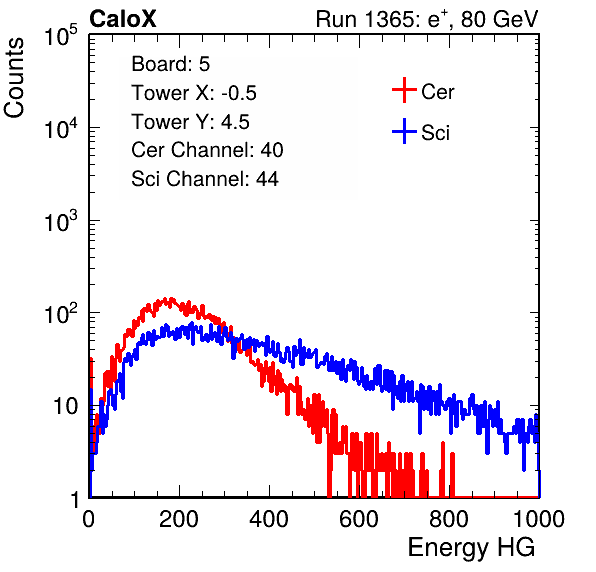 CaloX Run 1365: e⁺, 80 GeV
Board: 5
Tower X: -0.5
Tower Y: 4.5
Cer Channel: 40
Sci Channel: 44
Cer
Sci
Counts
10⁵
10⁴
10³
10²
10
1
0 200 400 600 800 1000
Energy HG